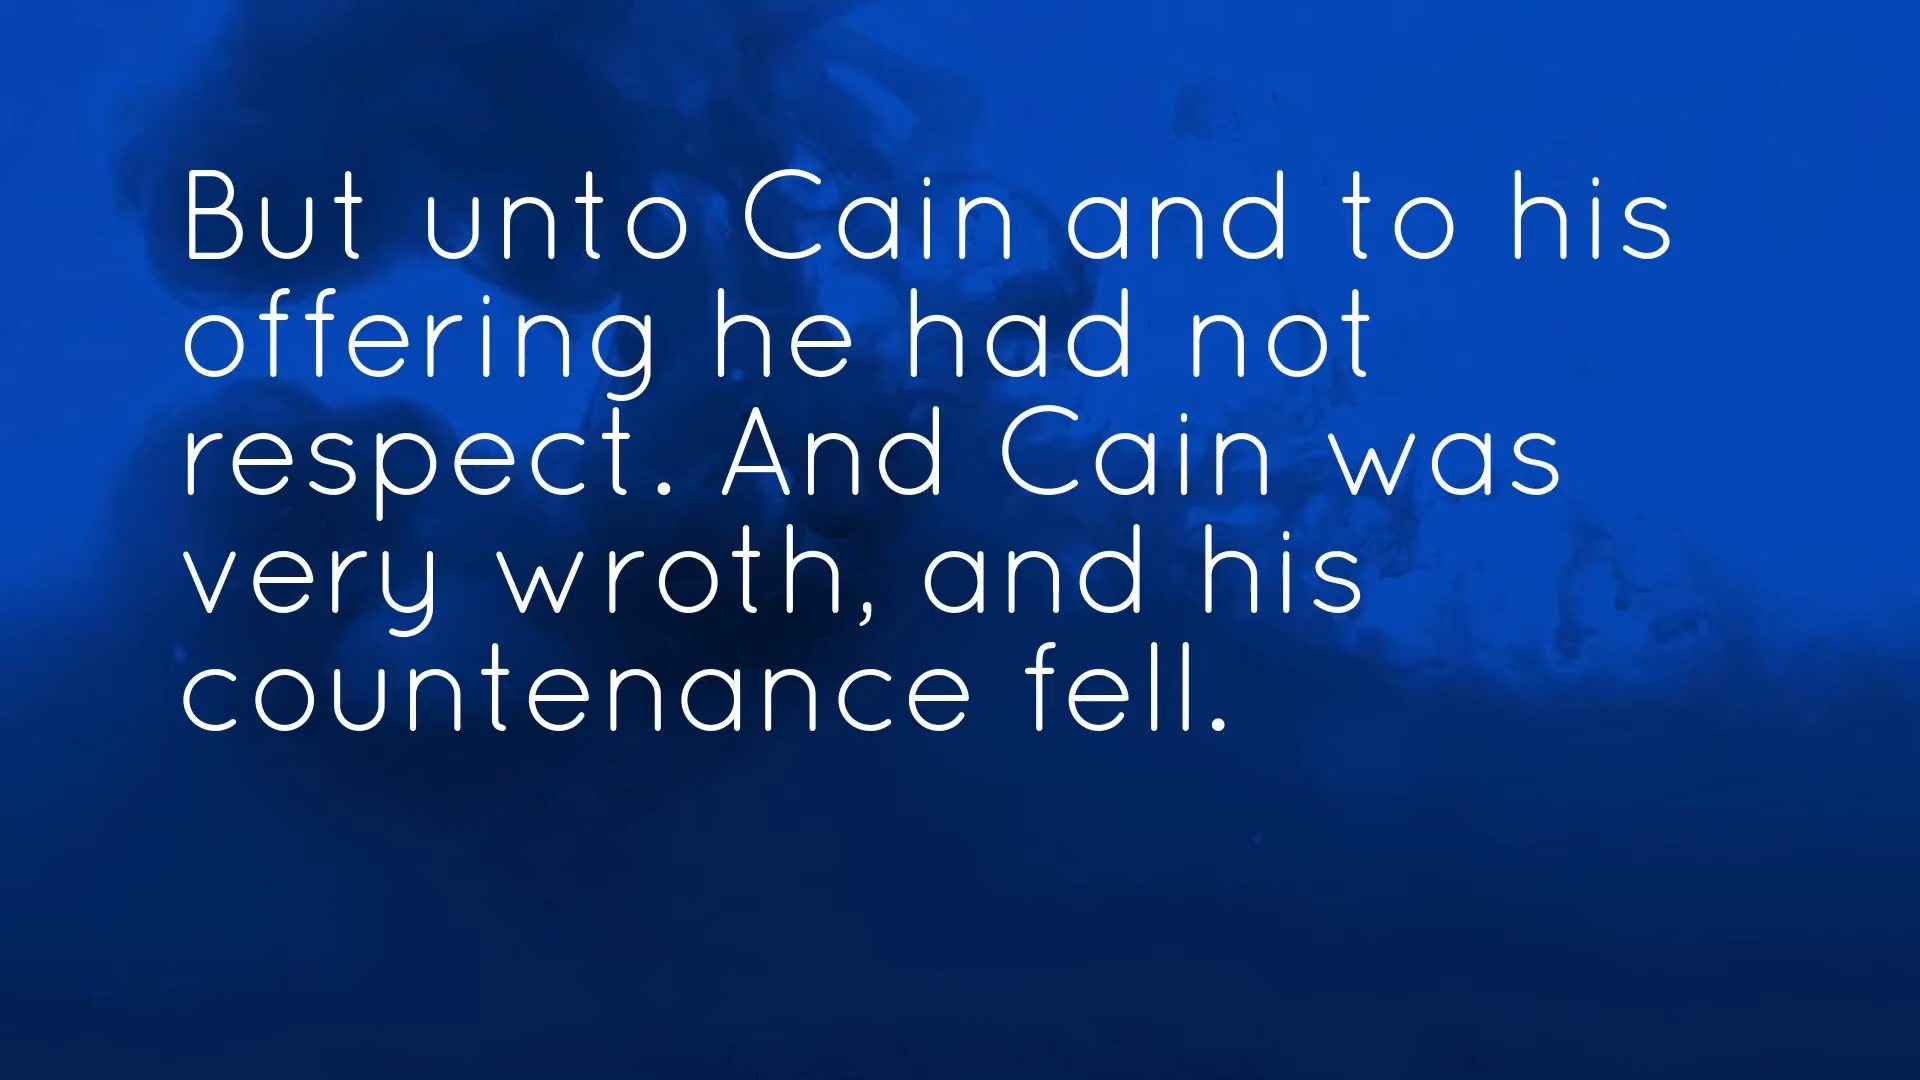 But unto Cain and to his
offering he had not
respect. And Cain was
very wroth, and his
countenance fell.